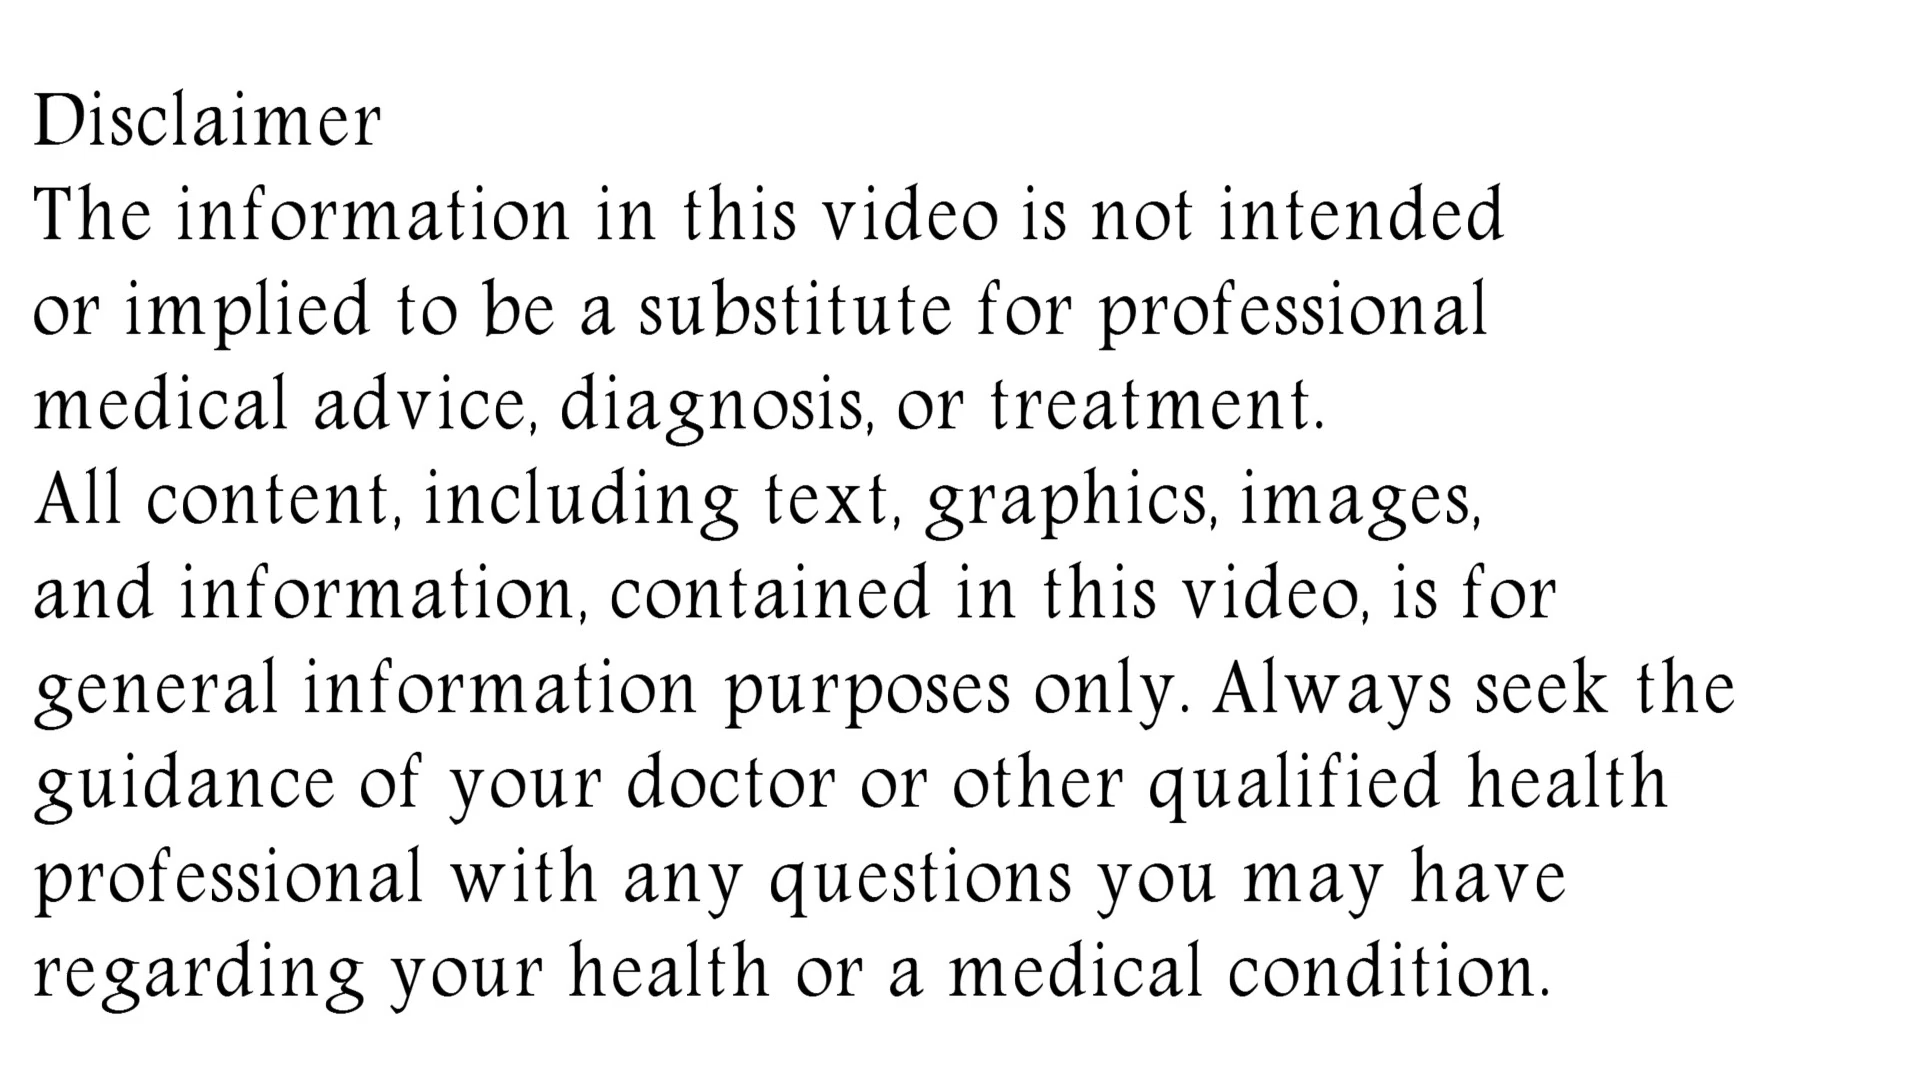 Disclaimer
The information in this video is not intended
or implied to be a substitute for professional
medical advice, diagnosis, or treatment.
All content, including text, graphics, images,
and information, contained in this video, is for
general information purposes only. Always seek the
guidance of your doctor or other qualified health
professional with any questions you may have
regarding your health or a medical condition.